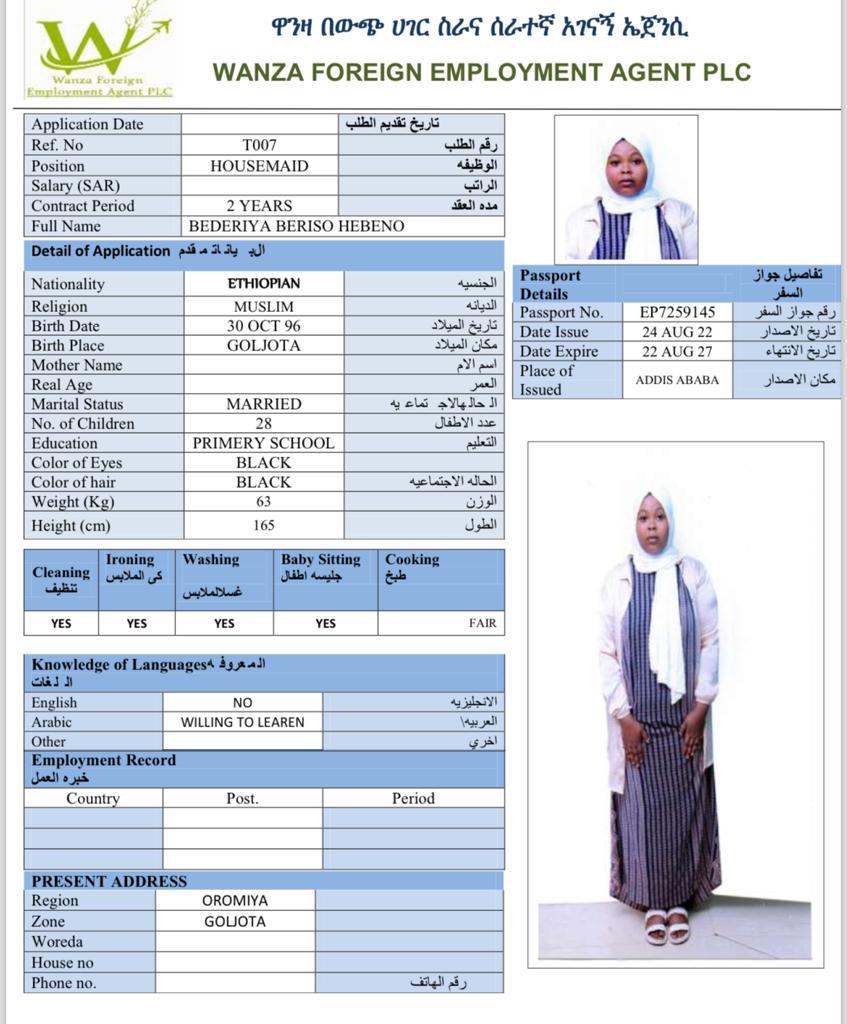 Wanza Foreign
Employment Agent PLC
ዋንዛ በውጭ ሀገር ስራና ሰራተኛ አገናኝ ኤጀንሲ
WANZA FOREIGN EMPLOYMENT AGENT PLC
Application Date تاريخ تقديم الطلب
Ref. No T007 رقم الطلب
Position HOUSEMAID الوظيفه
Salary (SAR) الراتب
Contract Period 2 YEARS مده العقد
Full Name BEDERIYA BERISO HEBENO
Detail of Application الب يانات مقدم
Nationality ETHIOPIAN الجنسيه
Religion MUSLIM الديانه
Birth Date 30 OCT 96 تاريخ الميلاد
Birth Place GOLJOTA مكان الميلاد
Mother Name اسم الام
Real Age العمر
Marital Status MARRIED الحالهالاج تماع يه
No. of Children 28 عدد الاطفال
Education PRIMERY SCHOOL التعليم
Color of Eyes BLACK
Color of hair BLACK الحاله الاجتماعيه
Weight (Kg) 63 الوزن
Height (cm) 165 الطول
Passport Details تفاصيل جواز السفر
Passport No. EP7259145 رقم جواز السفر
Date Issue 24 AUG 22 تاريخ الاصدار
Date Expire 22 AUG 27 تاريخ الانتهاء
Place of Issued ADDIS ABABA مكان الاصدار
Cleaning تنظيف Ironing كى الملابس Washing غسلالملابس Baby Sitting جليسه اطفال Cooking طبخ
YES YES YES YES FAIR
Knowledge of Languages المعروف ه
ال لغات
English NO الانجليزيه
Arabic WILLING TO LEAREN العربيه\
Other اخري
Employment Record
خبره العمل
Country Post. Period
PRESENT ADDRESS
Region OROMIYA
Zone GOLJOTA
Woreda
House no
Phone no. رقم الهاتف